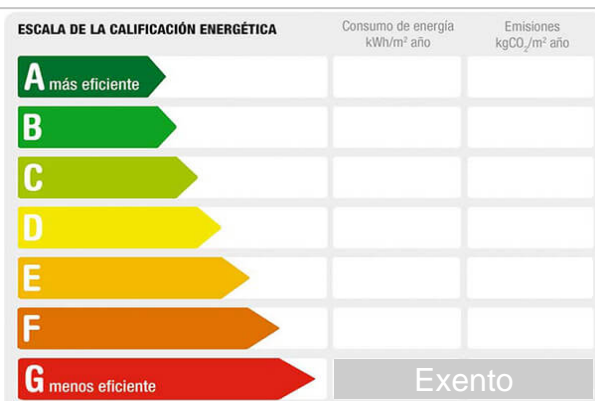 ESCALA DE LA CALIFICACIÓN ENERGÉTICA
Consumo de energía
kWh/m² año
Emisiones
kgCO₂/m² año
A más eficiente
B
C
D
E
F
G menos eficiente
Exento